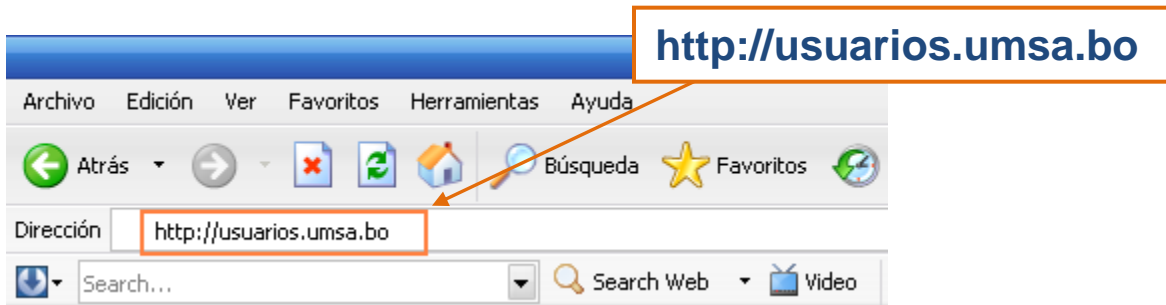 http://usuarios.umsa.bo
Archivo Edición Ver Favoritos Herramientas Ayuda
Atrás Búsqueda Favoritos
Dirección http://usuarios.umsa.bo
Search... Search Web Video